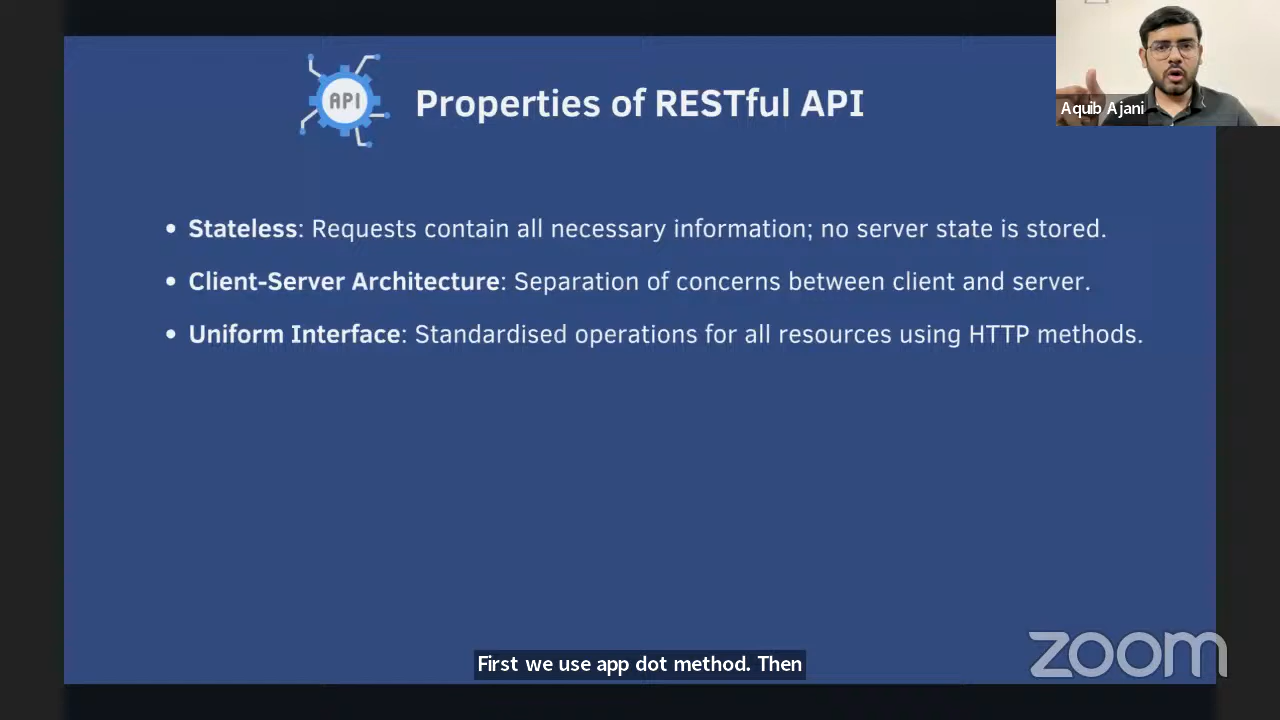 API
Properties of RESTful API
Aquib Ajani
• Stateless: Requests contain all necessary information; no server state is stored.
• Client-Server Architecture: Separation of concerns between client and server.
• Uniform Interface: Standardised operations for all resources using HTTP methods.
First we use app dot method. Then
zoom